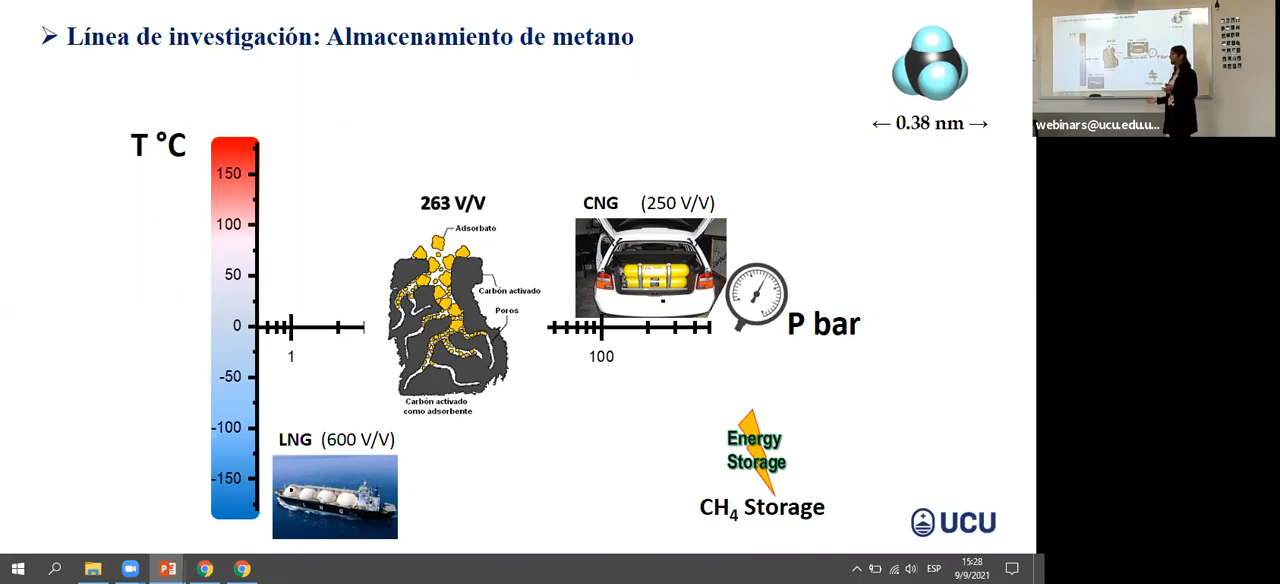 ➢ Línea de investigación: Almacenamiento de metano
← 0.38 nm →
webinars@ucu.edu.u...
T °C
150
100
50
0
-50
-100
-150
263 V/V
Adsorbato
Carbón activado
Poros
Carbón activado
como adsorbente
CNG (250 V/V)
1
100
P bar
LNG (600 V/V)
L N G
Energy
Storage
CH₄ Storage
UCU
ESP
15:28
9/9/2021